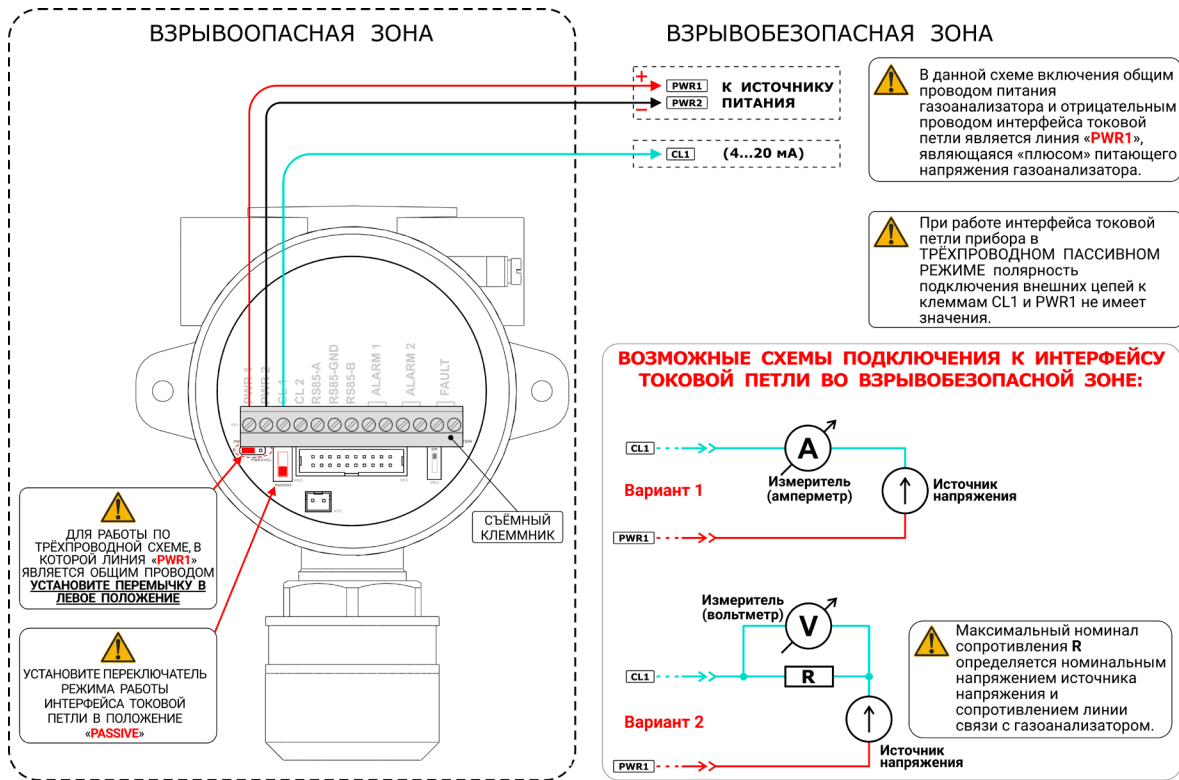 ВЗРЫВООПАСНАЯ ЗОНА
ВЗРЫВОБЕЗОПАСНАЯ ЗОНА
+
PWR1
К ИСТОЧНИКУ
PWR2
ПИТАНИЯ
−
CL1
(4...20 мА)
В данной схеме включения общим
проводом питания
газоанализатора и отрицательным
проводом интерфейса токовой
петли является линия «PWR1»,
являющаяся «плюсом» питающего
напряжения газоанализатора.
При работе интерфейса токовой
петли прибора в
ТРЁХПРОВОДНОМ ПАССИВНОМ
РЕЖИМЕ полярность
подключения внешних цепей к
клеммам CL1 и PWR1 не имеет
значения.
PWR 1
PWR 2
CL 1
CL 2
RS85-A
RS85-GND
RS85-B
ALARM 1
ALARM 2
FAULT
PASSIVE
СЪЁМНЫЙ
КЛЕММНИК
ДЛЯ РАБОТЫ ПО
ТРЁХПРОВОДНОЙ СХЕМЕ, В
КОТОРОЙ ЛИНИЯ «PWR1»
ЯВЛЯЕТСЯ ОБЩИМ ПРОВОДОМ
УСТАНОВИТЕ ПЕРЕМЫЧКУ В
ЛЕВОЕ ПОЛОЖЕНИЕ
УСТАНОВИТЕ ПЕРЕКЛЮЧАТЕЛЬ
РЕЖИМА РАБОТЫ
ИНТЕРФЕЙСА ТОКОВОЙ
ПЕТЛИ В ПОЛОЖЕНИЕ
«PASSIVE»
ВОЗМОЖНЫЕ СХЕМЫ ПОДКЛЮЧЕНИЯ К ИНТЕРФЕЙСУ
ТОКОВОЙ ПЕТЛИ ВО ВЗРЫВОБЕЗОПАСНОЙ ЗОНЕ:
CL1
A
Измеритель
(амперметр)
Вариант 1
Источник
напряжения
PWR1
Измеритель
(вольтметр)
V
CL1
R
Вариант 2
Источник
напряжения
PWR1
Максимальный номинал
сопротивления R
определяется номинальным
напряжением источника
напряжения и
сопротивлением линии
связи с газоанализатором.